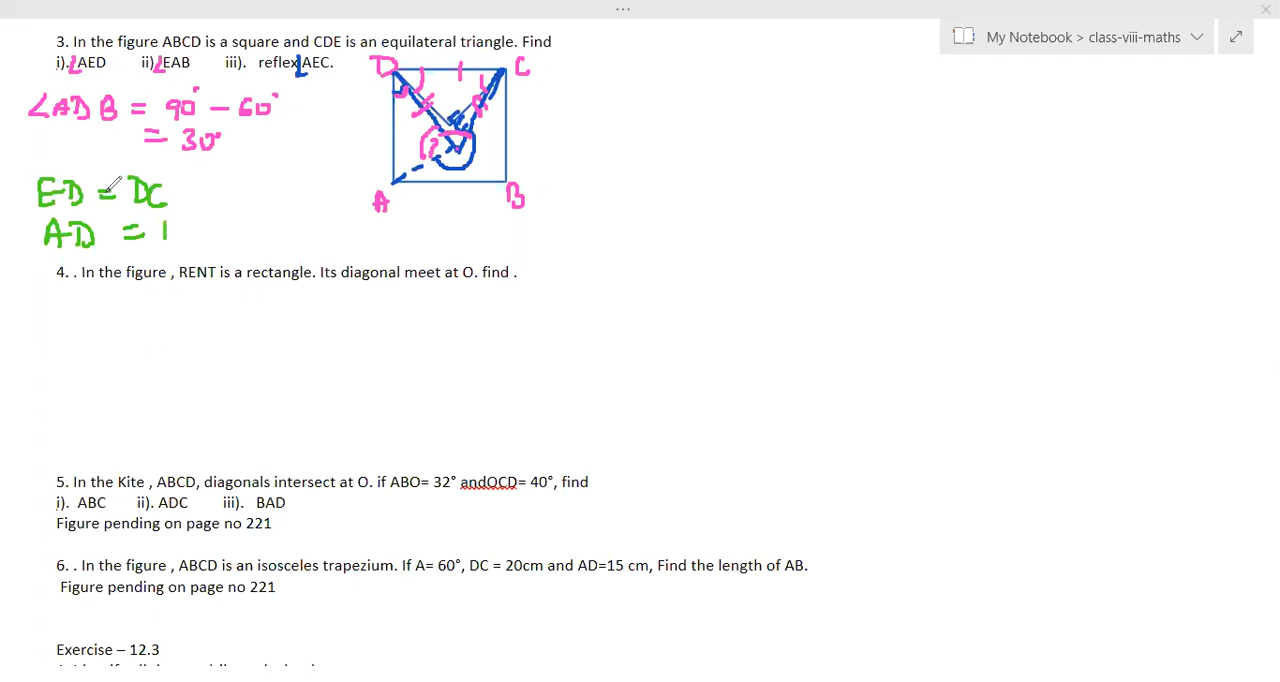 ...
My Notebook > class-viii-maths
3. In the figure ABCD is a square and CDE is an equilateral triangle. Find
i).∠AED ii)∠EAB iii). reflex∠AEC.
D C
∠ADB = 90° - 60°
= 30°
?
ED = DC
A B
AD = 1
4. . In the figure , RENT is a rectangle. Its diagonal meet at O. find .
5. In the Kite , ABCD, diagonals intersect at O. if ABO= 32° andOCD= 40°, find
i). ABC ii). ADC iii). BAD
Figure pending on page no 221
6. . In the figure , ABCD is an isosceles trapezium. If A= 60°, DC = 20cm and AD=15 cm, Find the length of AB.
Figure pending on page no 221
Exercise – 12.3